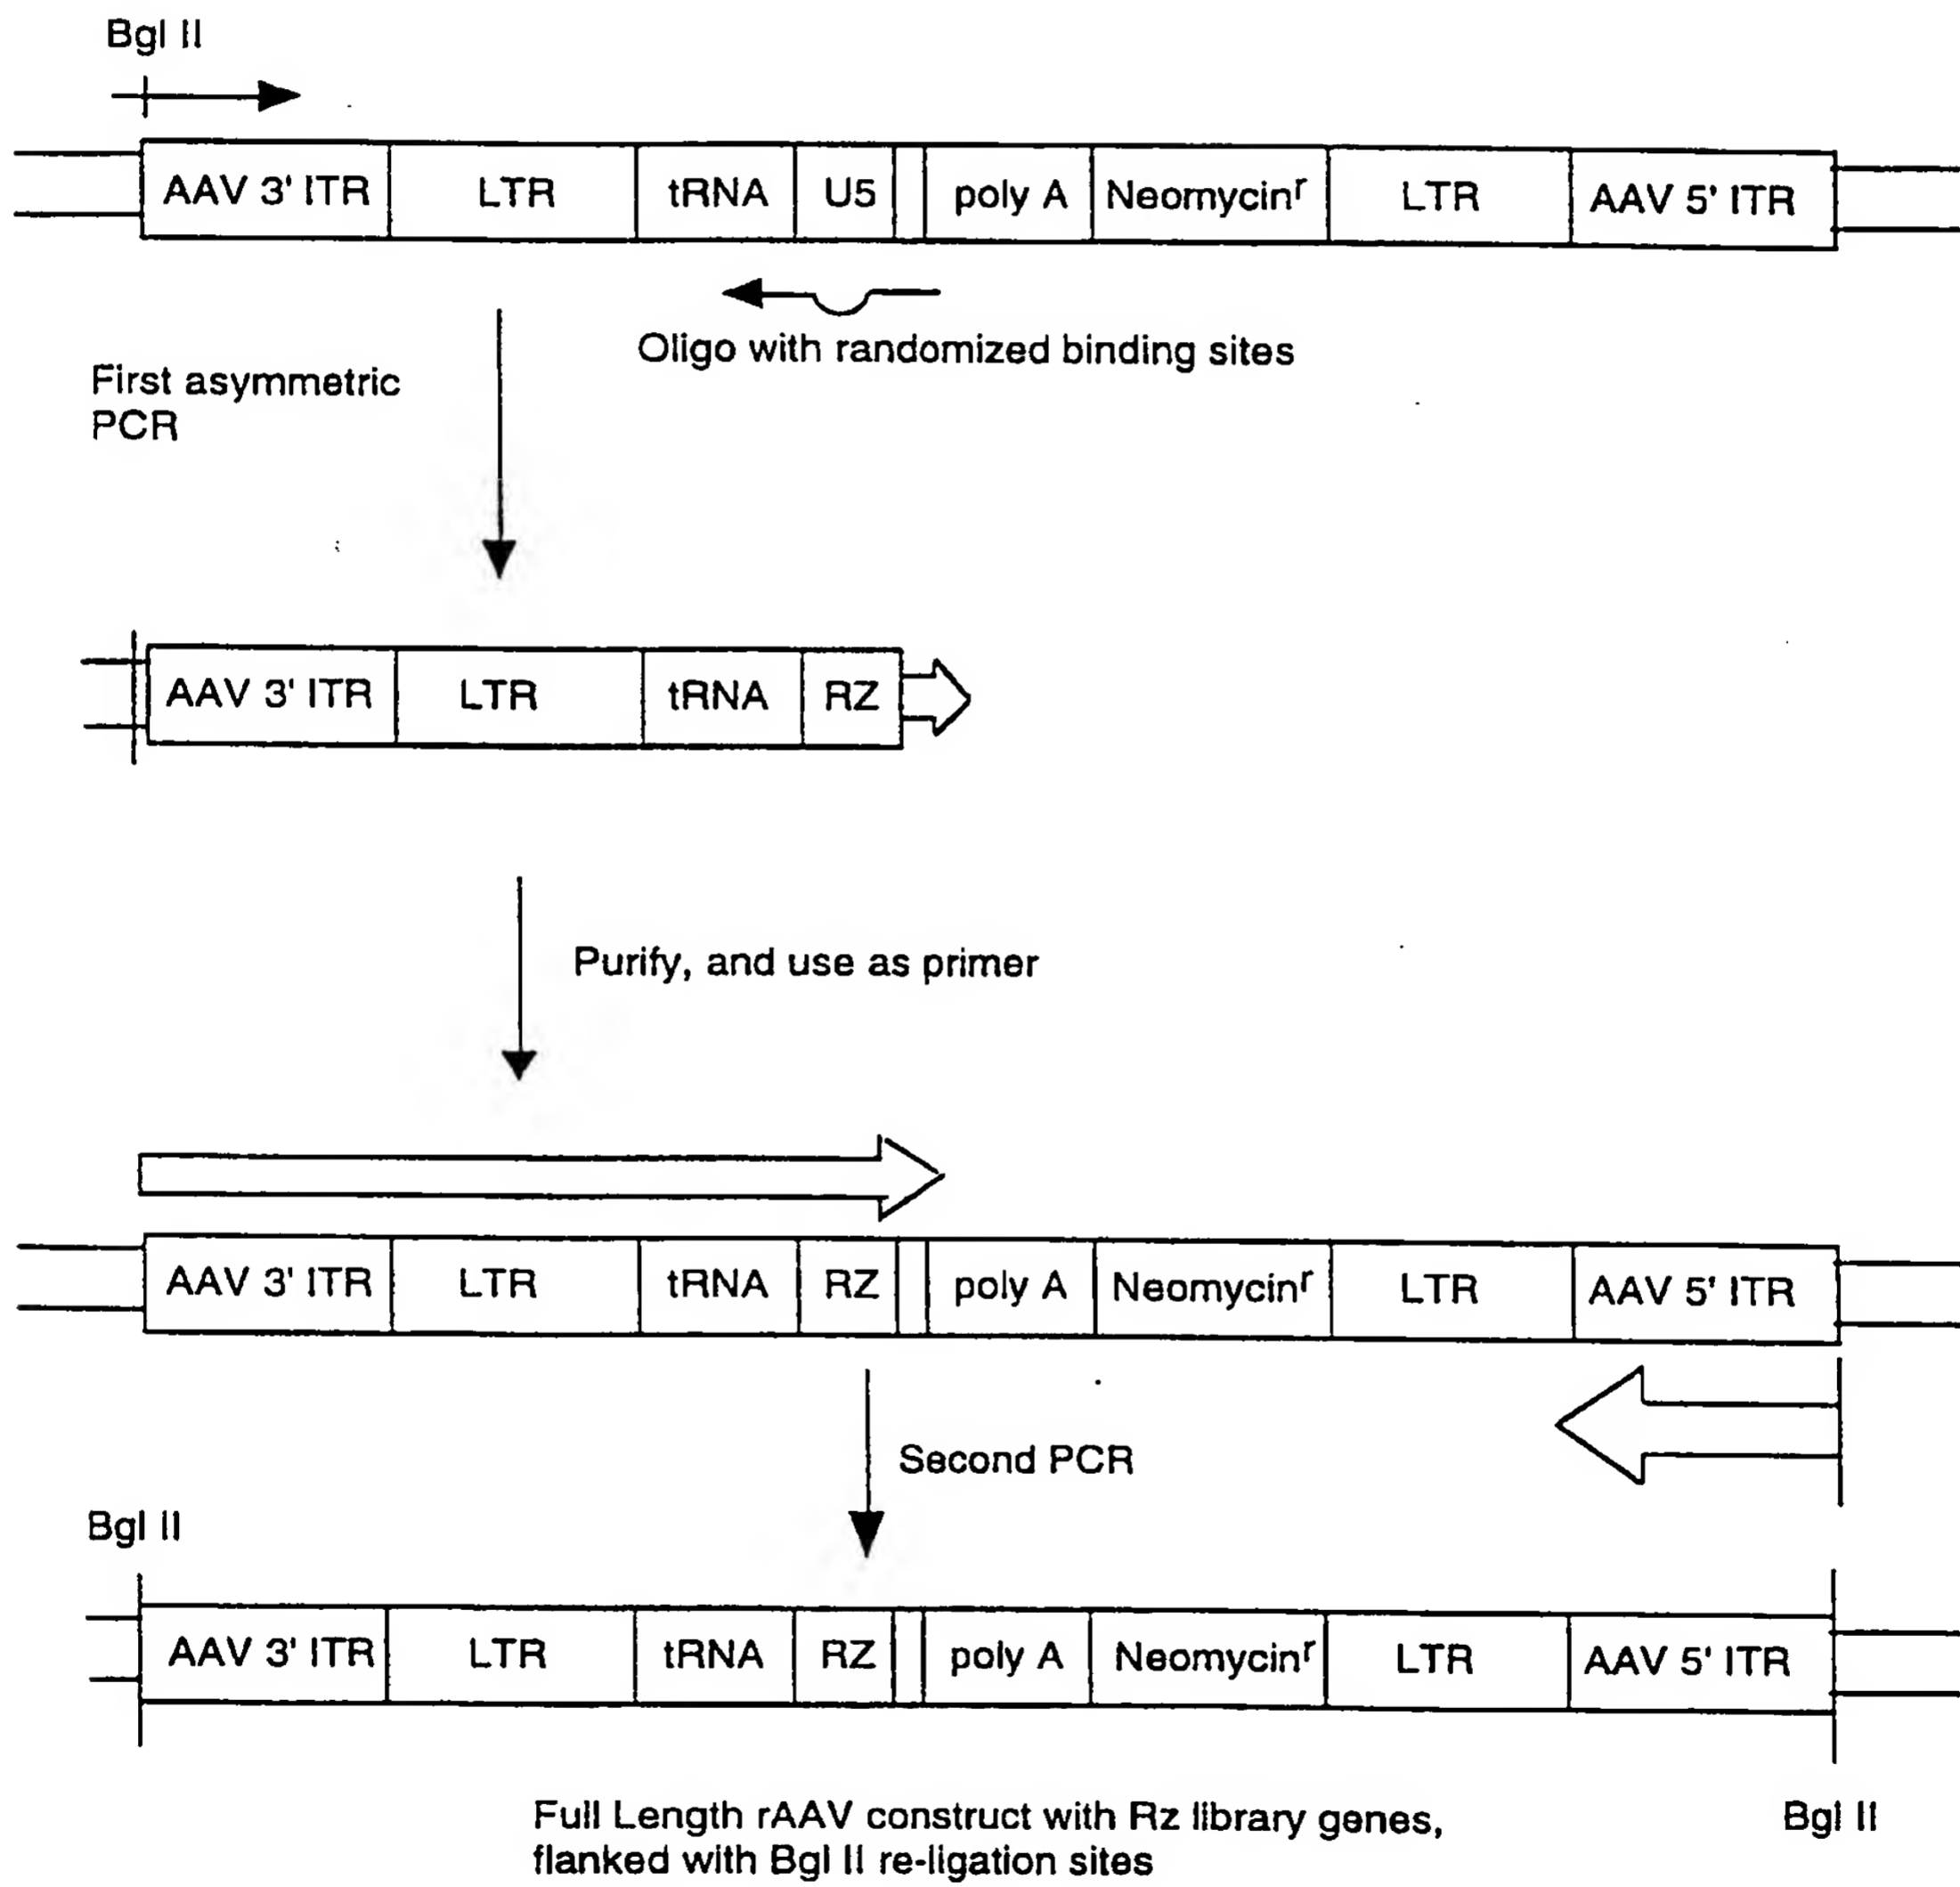 Bgl II
AAV 3' ITR LTR tRNA U5 poly A Neomycinʳ LTR AAV 5' ITR
Oligo with randomized binding sites
First asymmetric
PCR
AAV 3' ITR LTR tRNA RZ
Purify, and use as primer
AAV 3' ITR LTR tRNA RZ poly A Neomycinʳ LTR AAV 5' ITR
Second PCR
Bgl II
AAV 3' ITR LTR tRNA RZ poly A Neomycinʳ LTR AAV 5' ITR
Full Length rAAV construct with Rz library genes,
flanked with Bgl II re-ligation sites
Bgl II